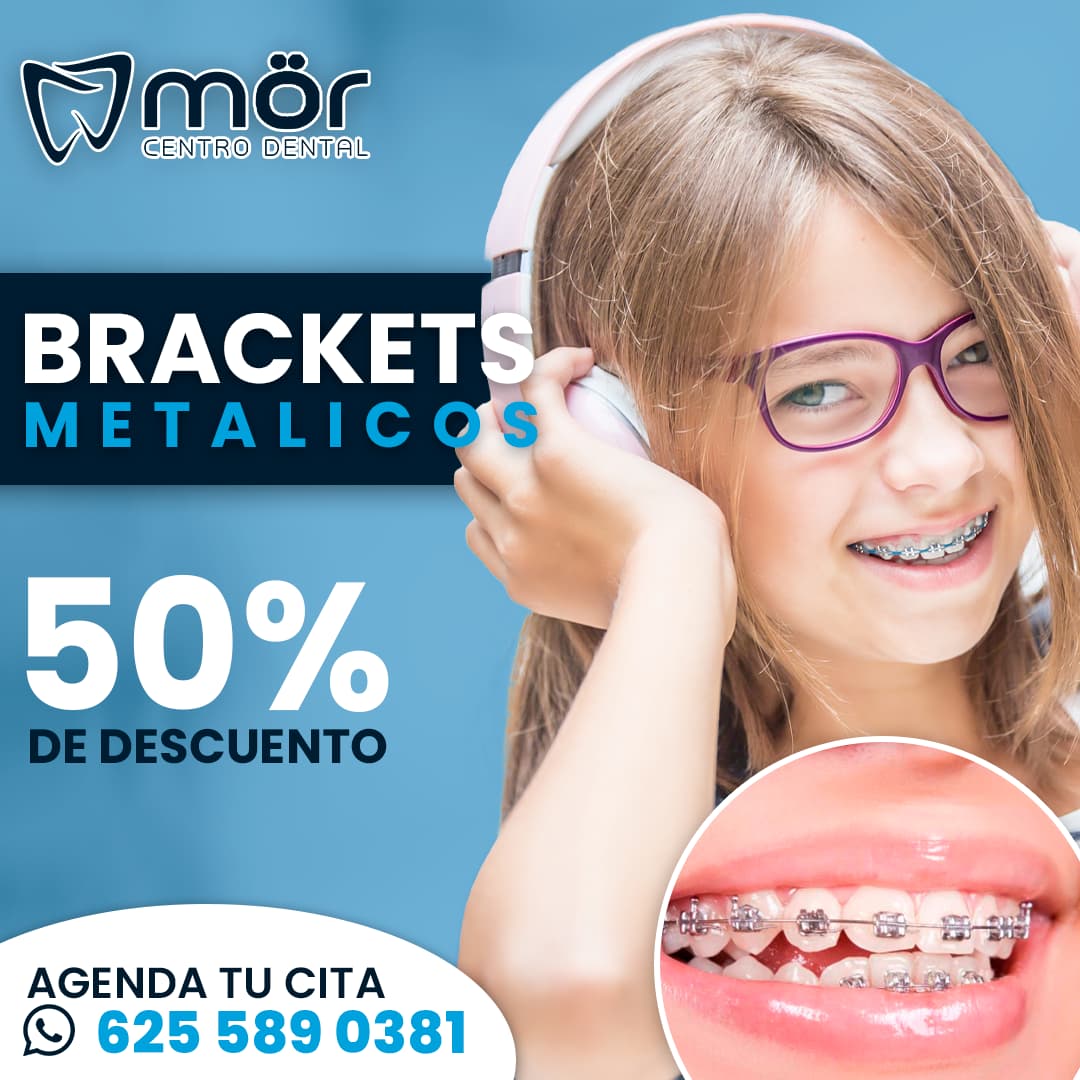 mör
CENTRO DENTAL
BRACKETS
METALICOS
50%
DE DESCUENTO
AGENDA TU CITA
625 589 0381